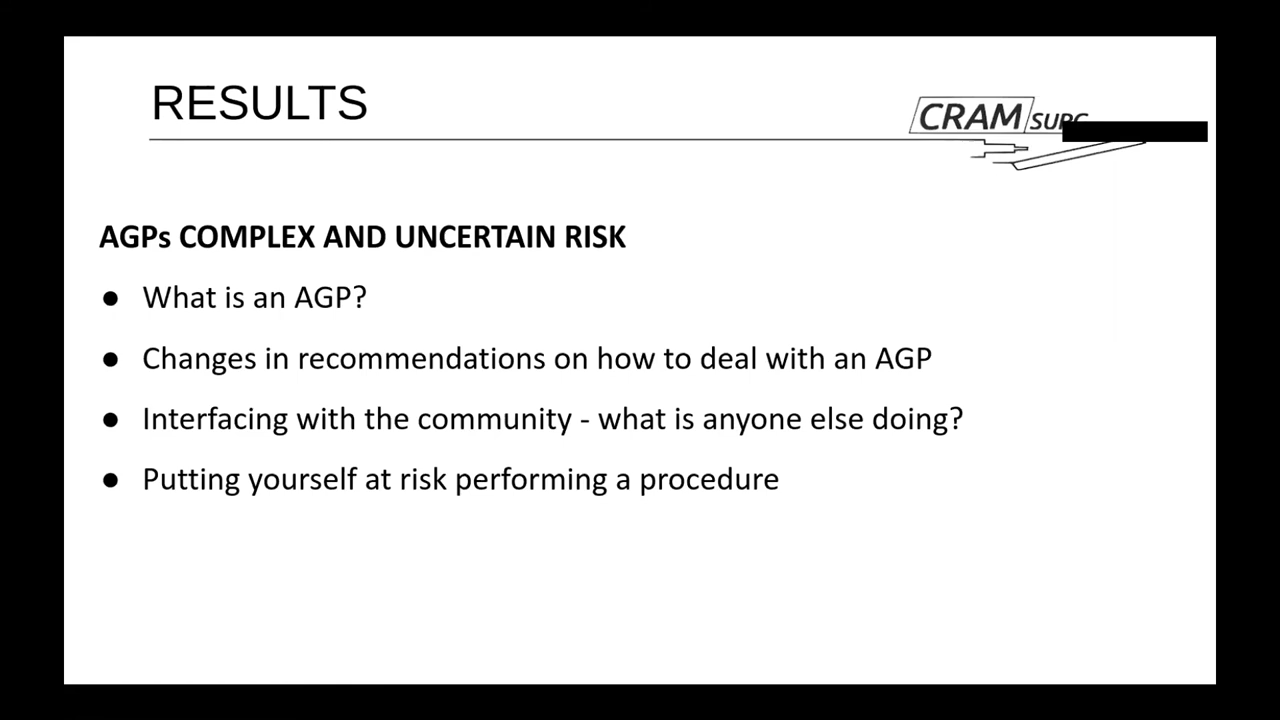 RESULTS
CRAM
AGPs COMPLEX AND UNCERTAIN RISK
● What is an AGP?
● Changes in recommendations on how to deal with an AGP
● Interfacing with the community - what is anyone else doing?
● Putting yourself at risk performing a procedure